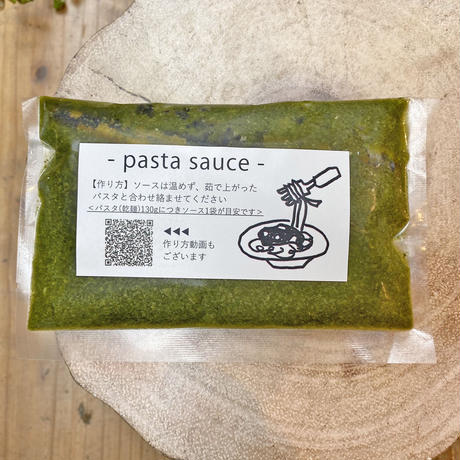 - pasta sauce -
【作り方】ソースは温めず、茹で上がった
パスタと合わせ絡ませてください
＜パスタ(乾麺)130gにつきソース1袋が目安です＞
◀◀◀
作り方動画も
ございます